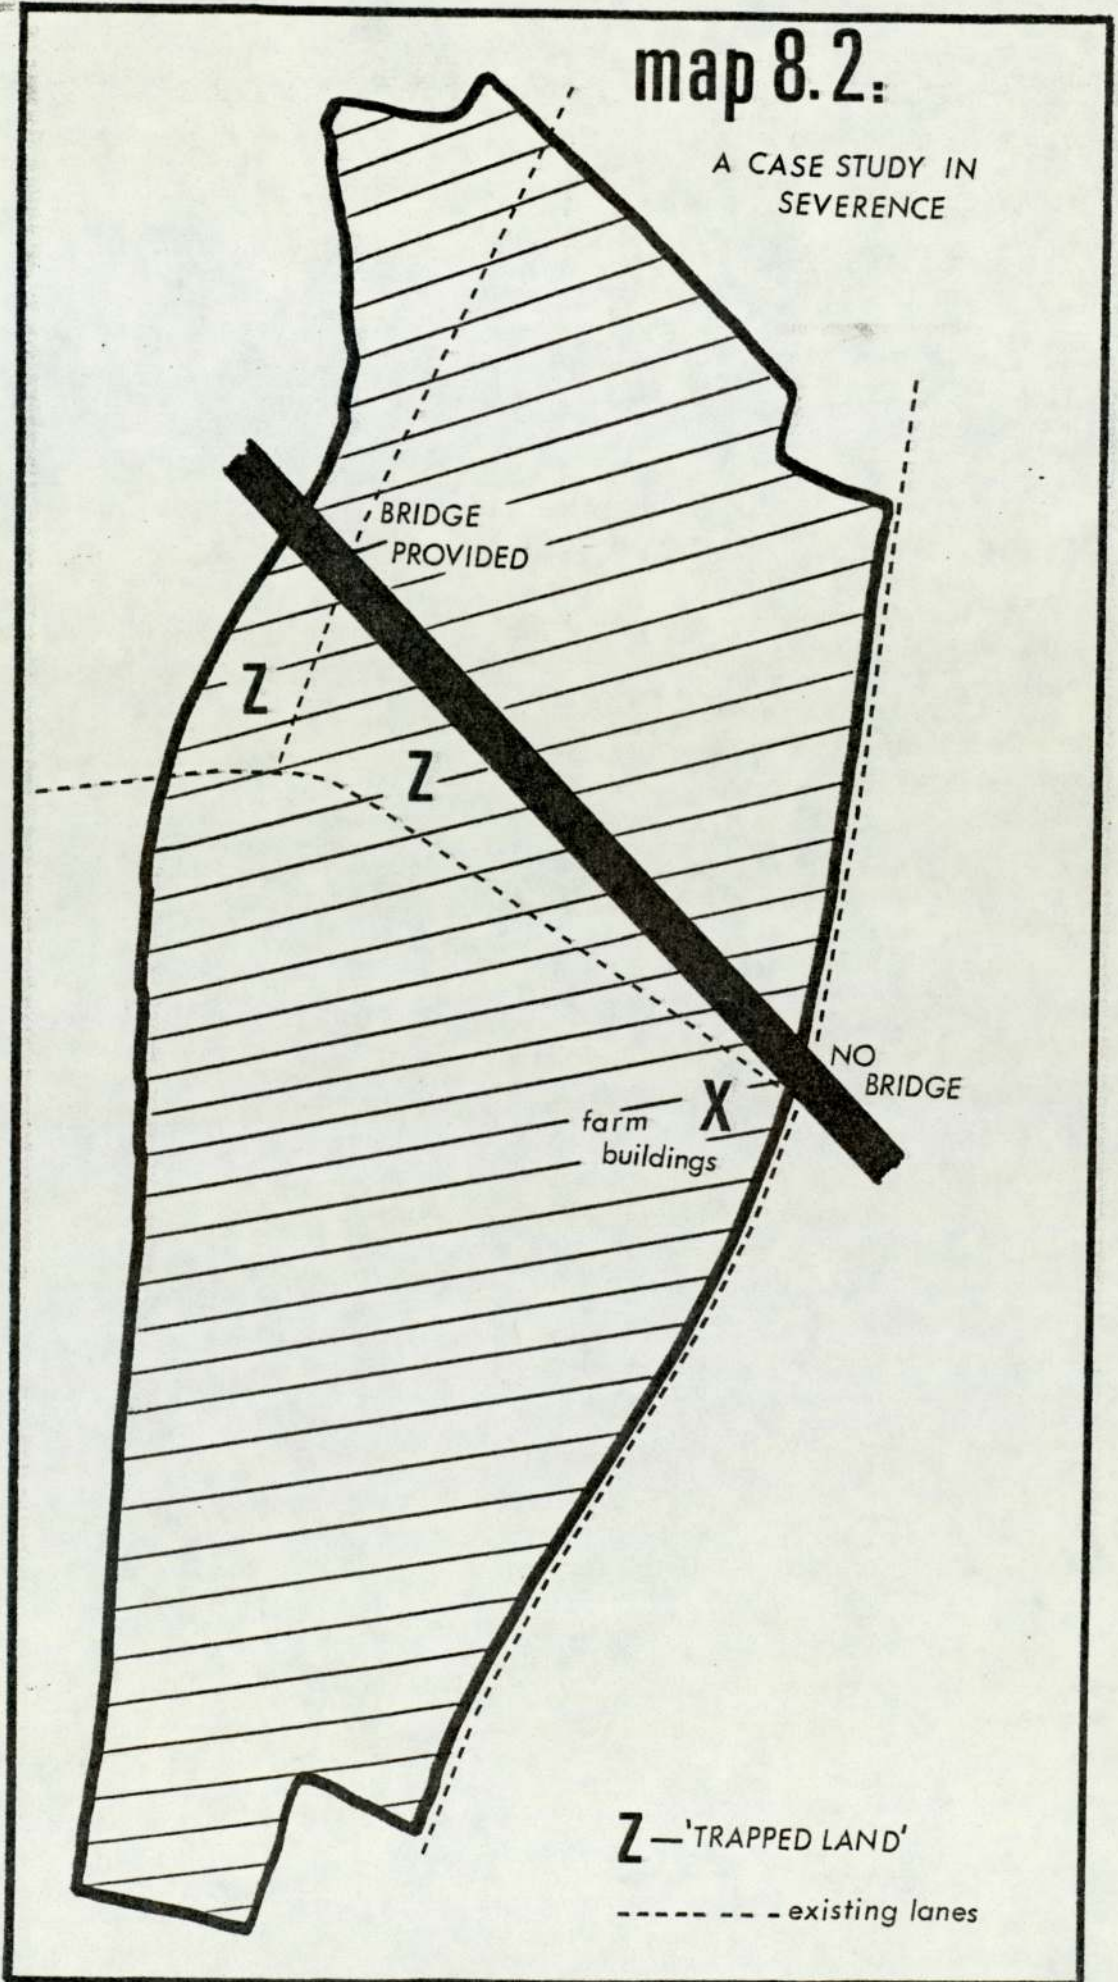 map 8.2:
A CASE STUDY IN
SEVERENCE
BRIDGE
PROVIDED
Z
Z
NO
BRIDGE
X
farm
buildings
Z — 'TRAPPED LAND'
-------- existing lanes